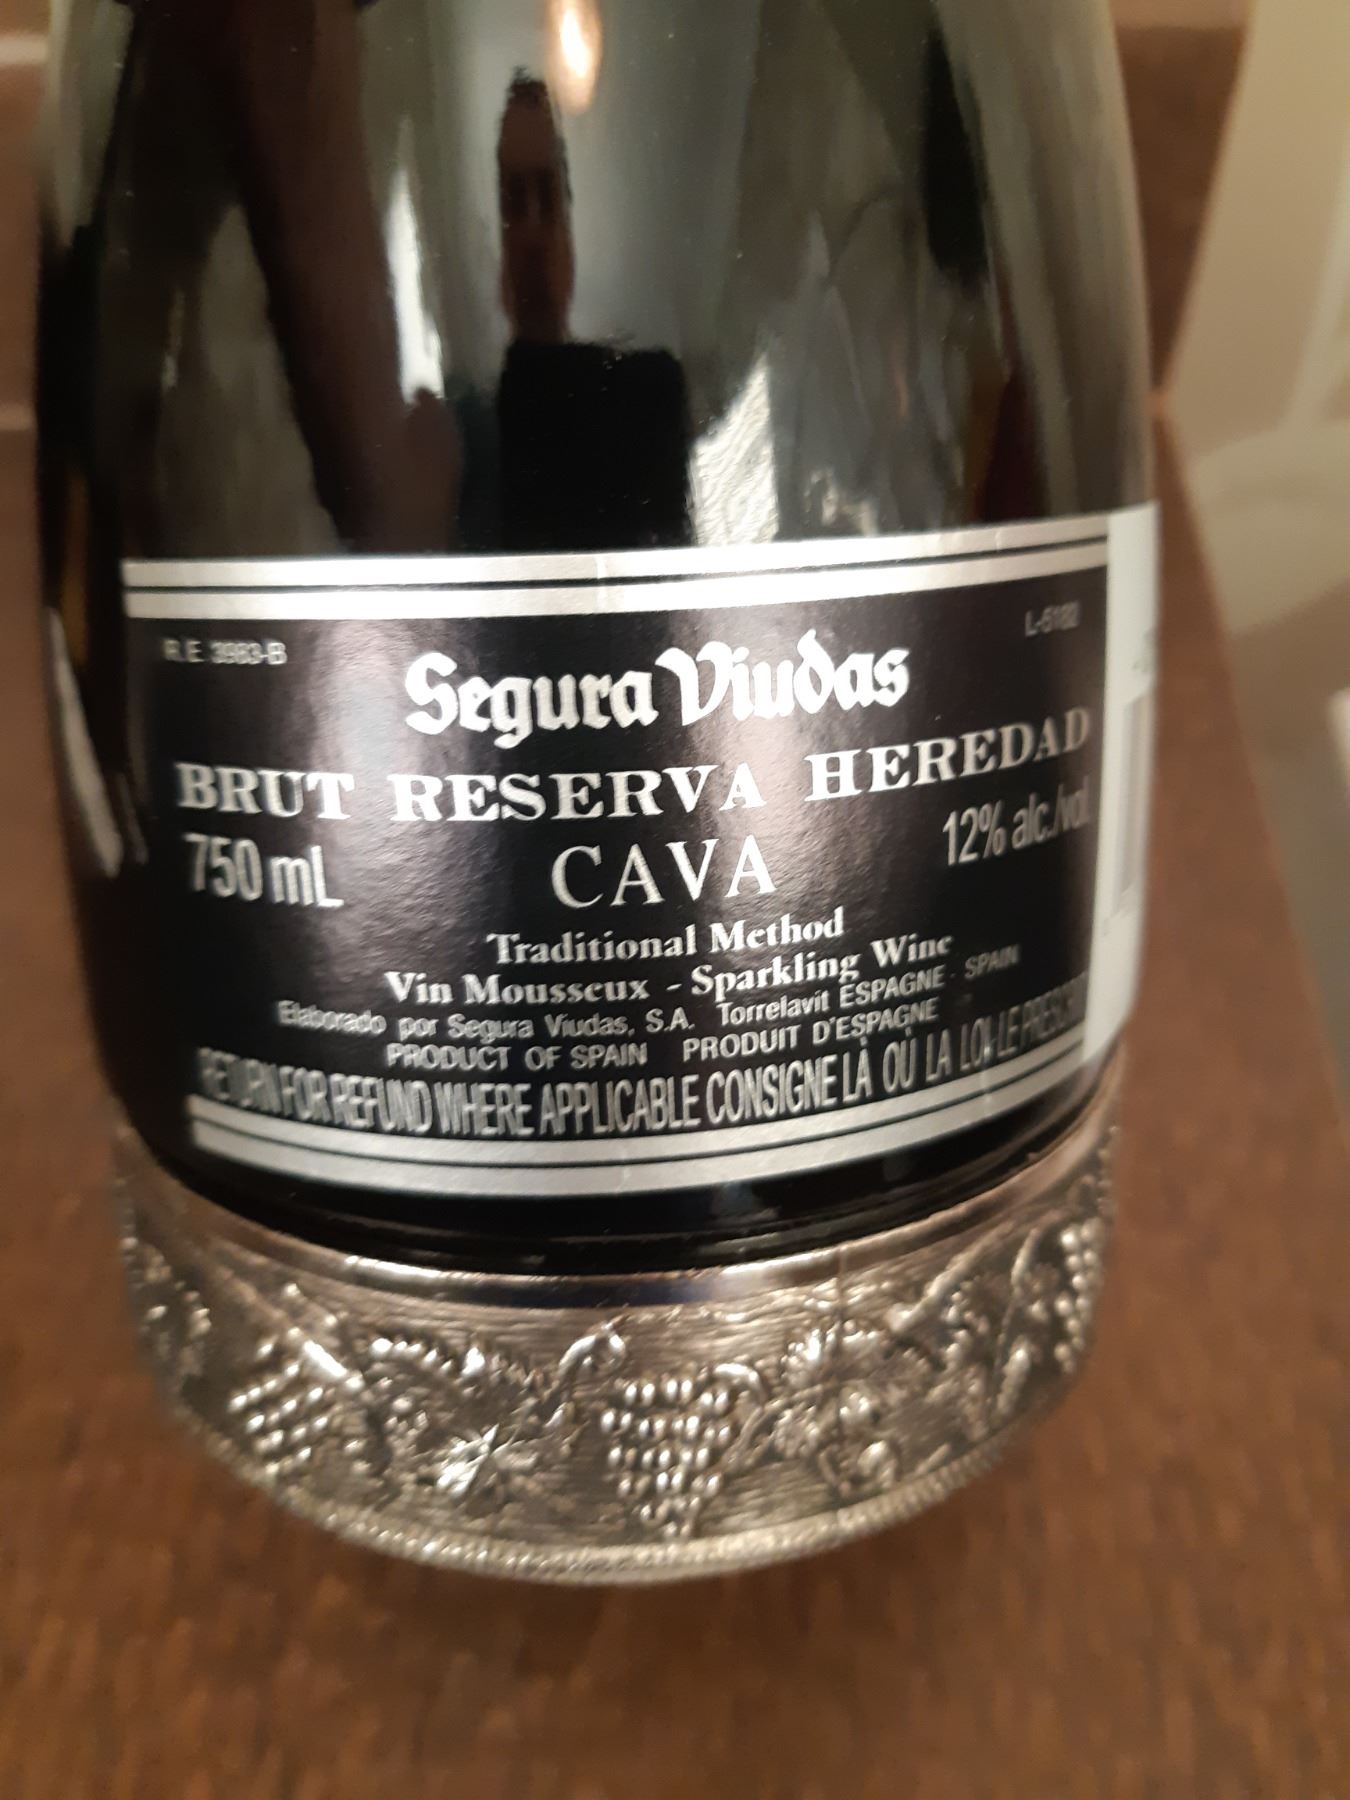 R.E. 3983-B
L-5182
Segura Viudas
BRUT RESERVA HEREDAD
750 mL
12% alc./vol.
CAVA
Traditional Method
Vin Mousseux - Sparkling Wine
Elaborado por Segura Viudas, S.A. Torrelavit ESPAGNE - SPAIN
PRODUCT OF SPAIN PRODUIT D'ESPAGNE
RETURN FOR REFUND WHERE APPLICABLE CONSIGNE LÀ OÙ LA LOI LE PRESCRIT